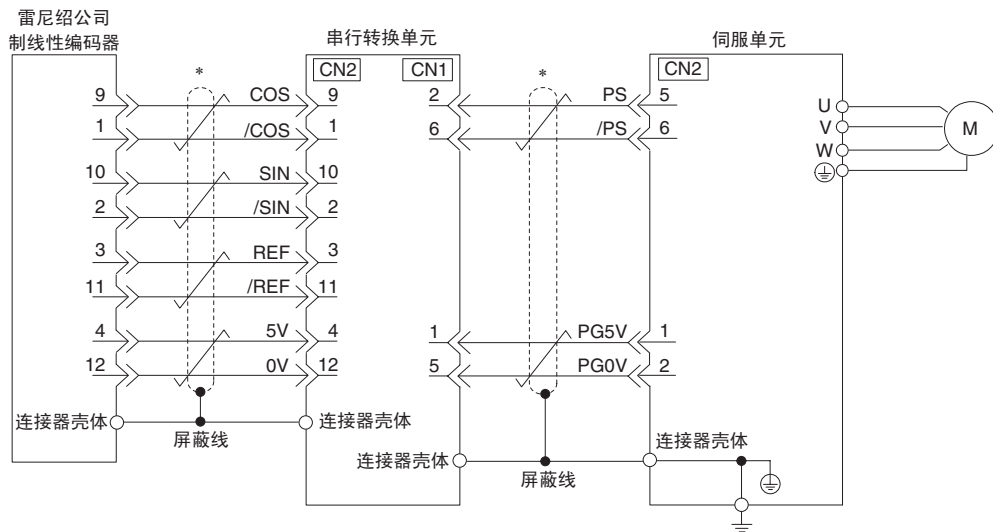 雷尼绍公司
制线性编码器
串行转换单元
伺服单元
CN2
CN1
CN2
*
*
9 COS 9
1 /COS 1
10 SIN 10
2 /SIN 2
3 REF 3
11 /REF 11
4 5V 4
12 0V 12
2 PS 5
6 /PS 6
1 PG5V 1
5 PG0V 2
U
V
W
M
连接器壳体
屏蔽线
连接器壳体
连接器壳体
屏蔽线
连接器壳体